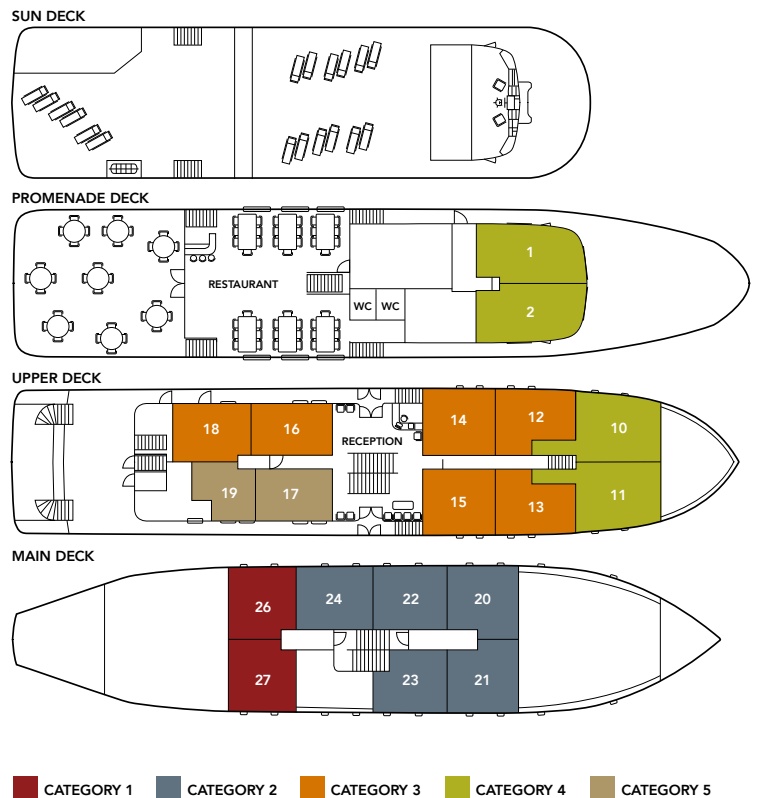 SUN DECK
PROMENADE DECK
1
RESTAURANT
WC WC
2
UPPER DECK
14 12
18 16 10
RECEPTION
19 17 11
15 13
MAIN DECK
24 22 20
26
27
23 21
CATEGORY 1 CATEGORY 2 CATEGORY 3 CATEGORY 4 CATEGORY 5